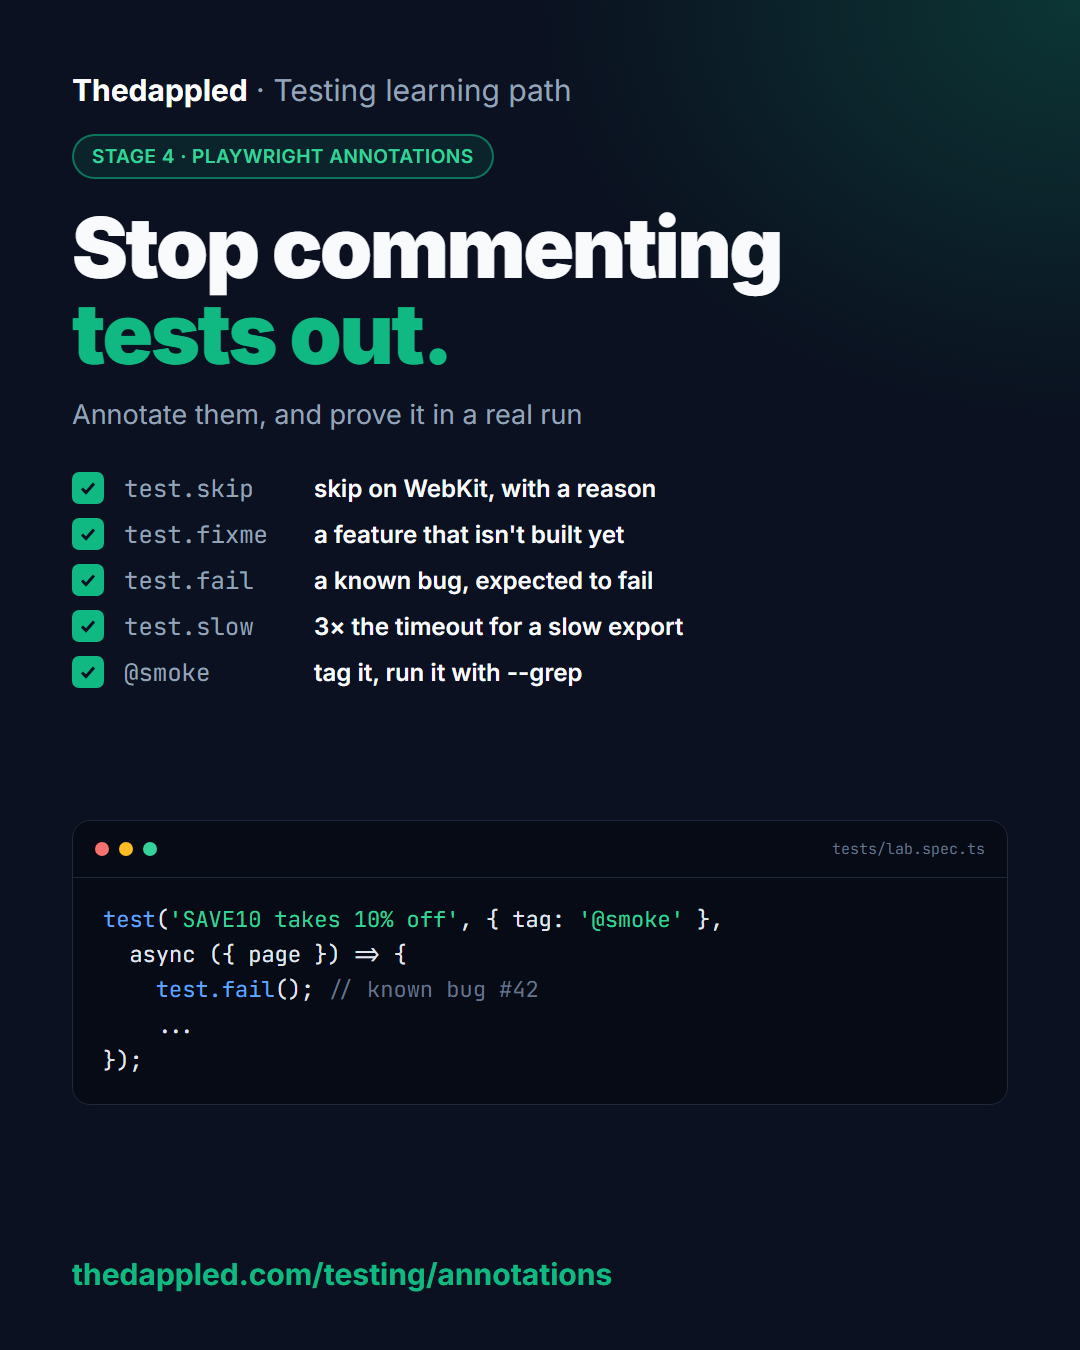 Thedappled · Testing learning path
STAGE 4 · PLAYWRIGHT ANNOTATIONS
Stop commenting
tests out.
Annotate them, and prove it in a real run
test.skip skip on WebKit, with a reason
test.fixme a feature that isn't built yet
test.fail a known bug, expected to fail
test.slow 3× the timeout for a slow export
@smoke tag it, run it with --grep
tests/lab.spec.ts
test('SAVE10 takes 10% off', { tag: '@smoke' },
  async ({ page }) => {
    test.fail(); // known bug #42
    ...
});
thedappled.com/testing/annotations